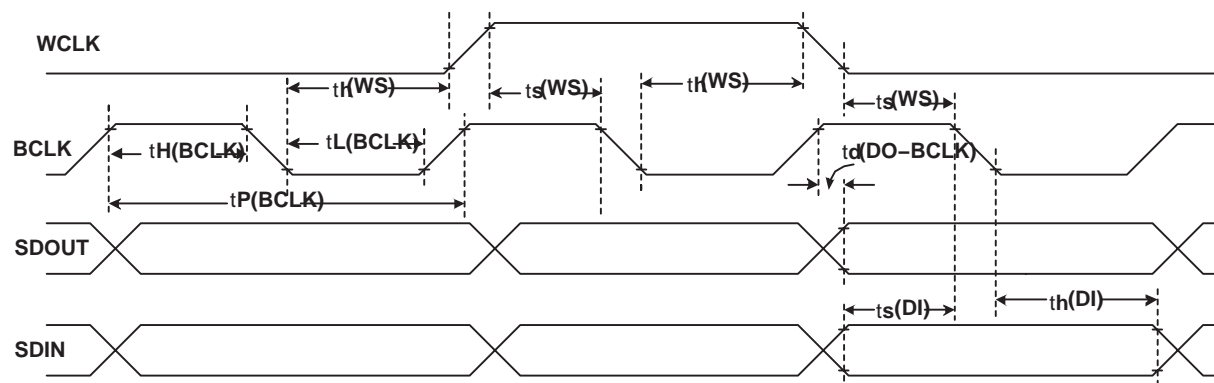 WCLK
th(WS)
ts(WS)
th(WS)
ts(WS)
BCLK
tH(BCLK)
tL(BCLK)
td(DO–BCLK)
tP(BCLK)
SDOUT
ts(DI)
th(DI)
SDIN